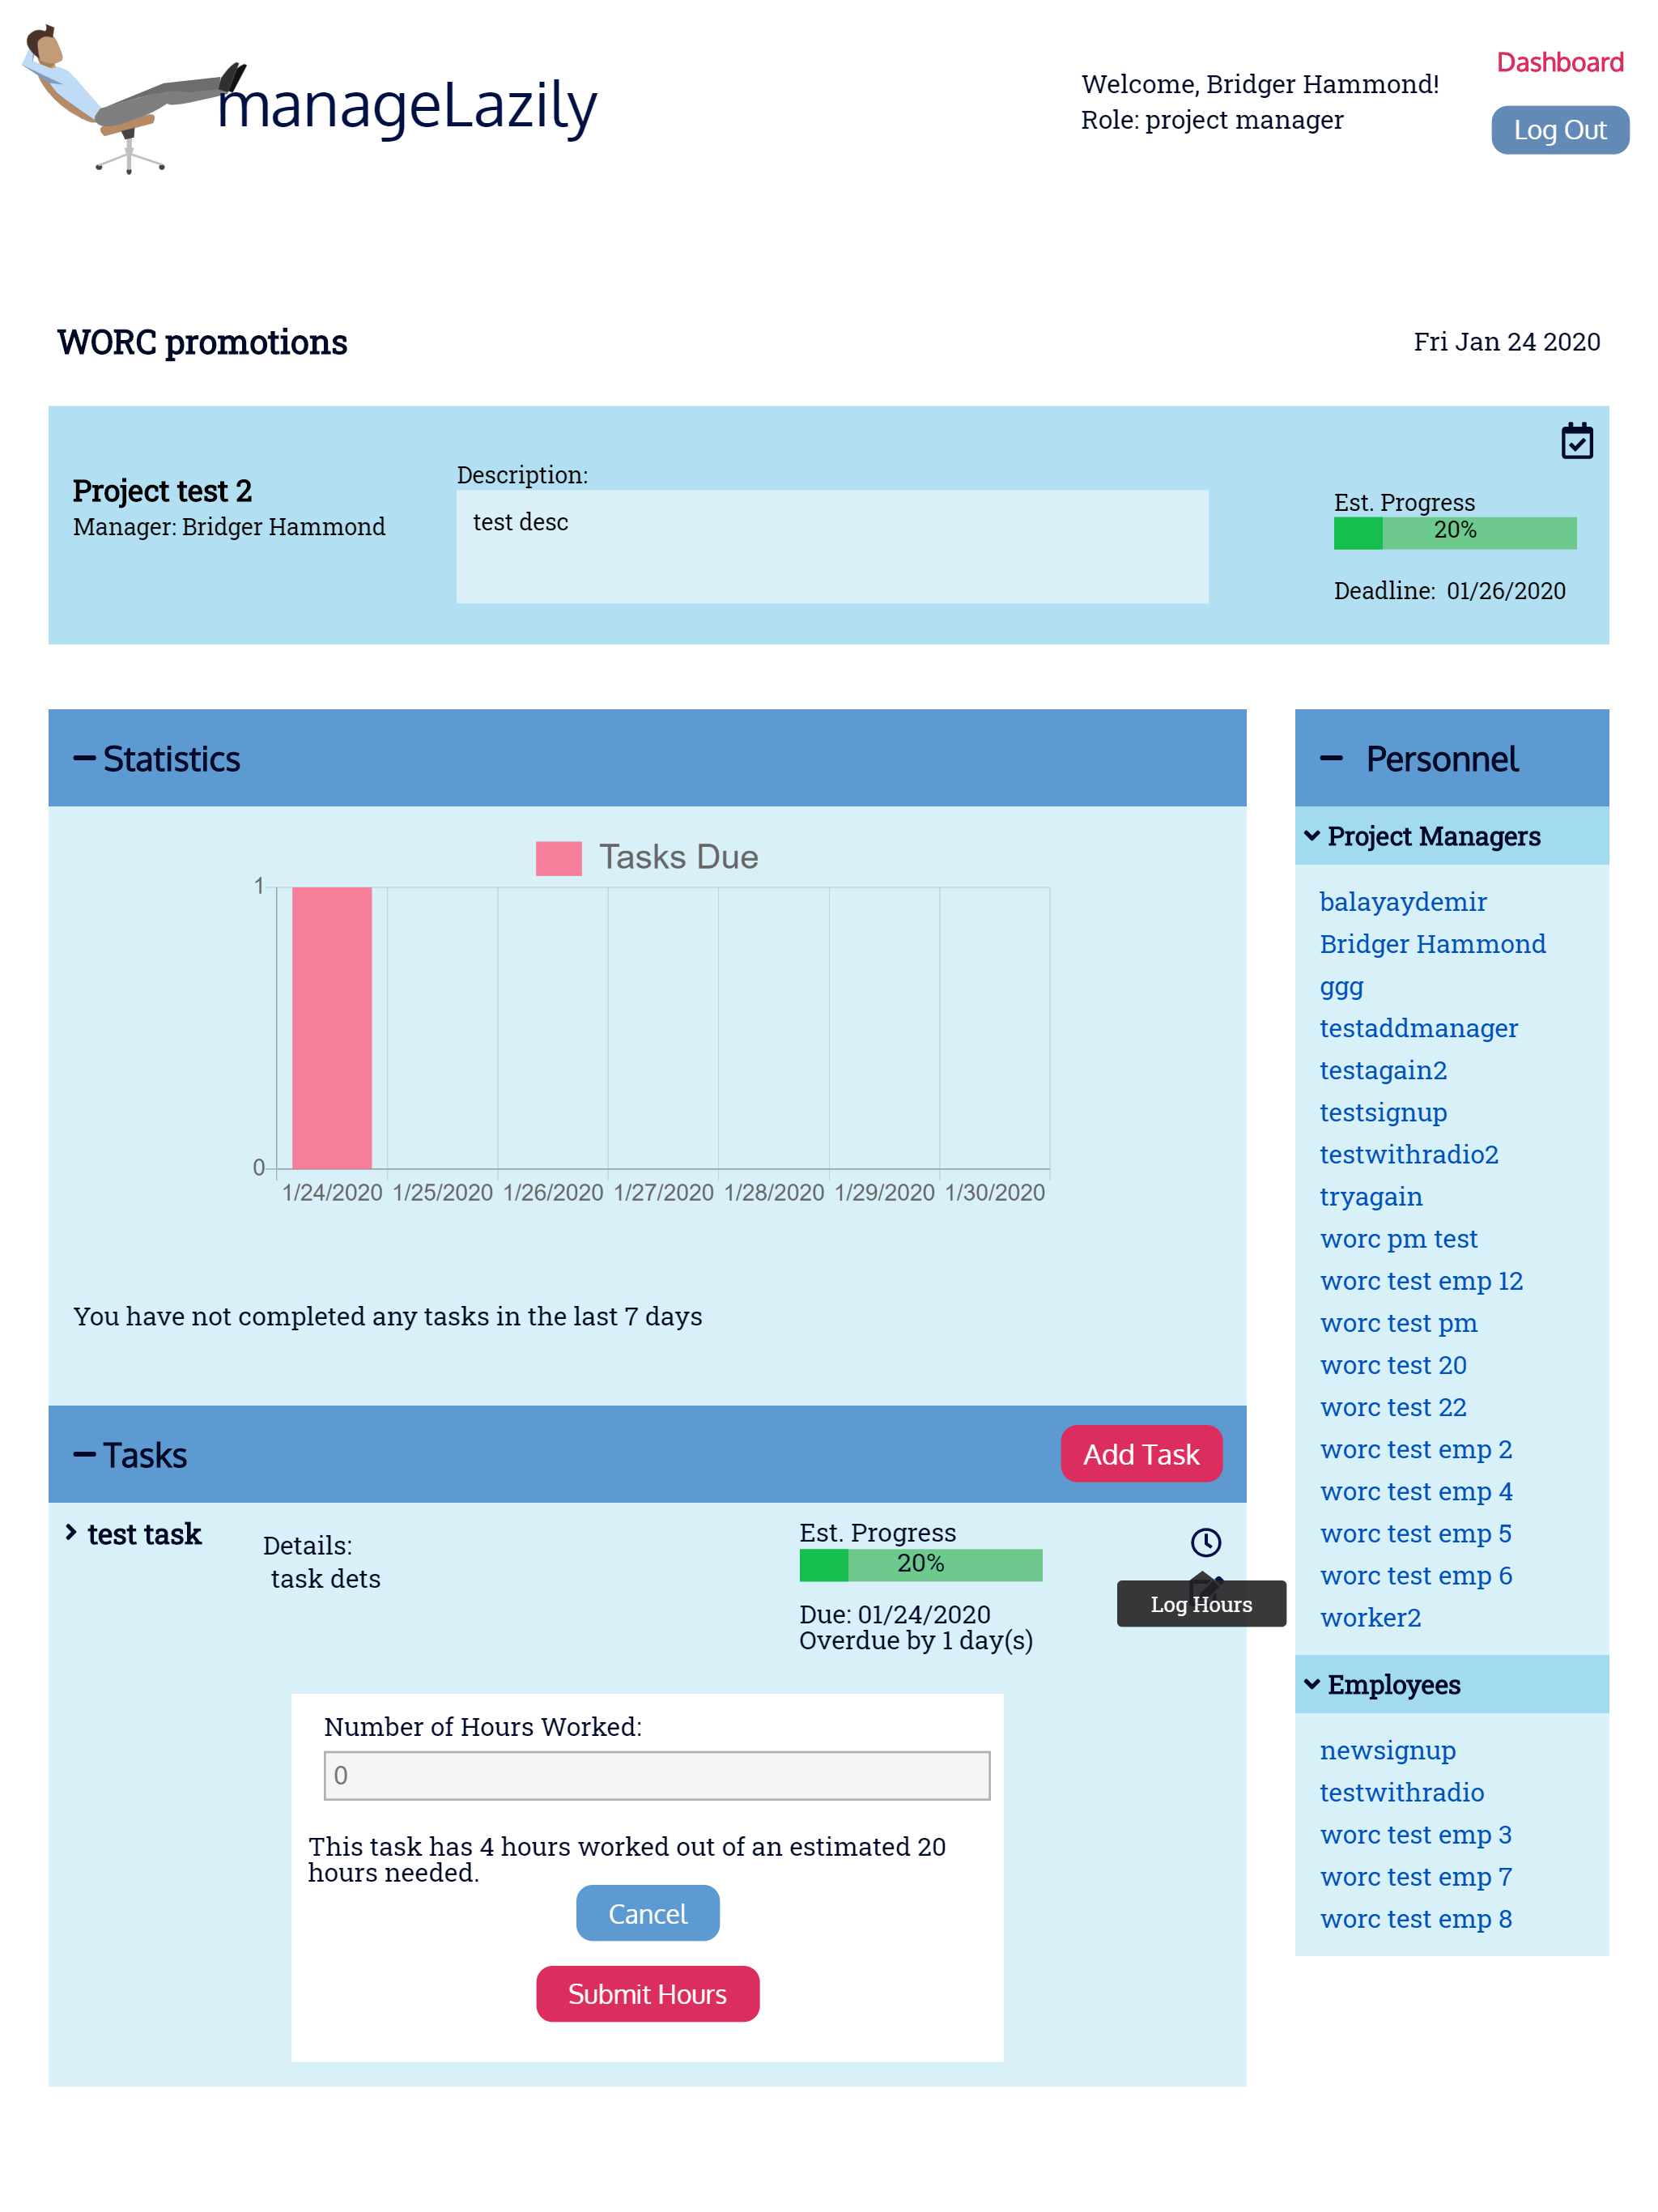 manageLazily
Welcome, Bridger Hammond!
Role: project manager
Dashboard
Log Out
WORC promotions
Fri Jan 24 2020
Project test 2
Manager: Bridger Hammond
Description:
test desc
Est. Progress
20%
Deadline: 01/26/2020
Statistics
Tasks Due
1
0
1/24/2020 1/25/2020 1/26/2020 1/27/2020 1/28/2020 1/29/2020 1/30/2020
You have not completed any tasks in the last 7 days
Tasks
Add Task
test task
Details:
task dets
Est. Progress
20%
Due: 01/24/2020
Overdue by 1 day(s)
Log Hours
Number of Hours Worked:
0
This task has 4 hours worked out of an estimated 20
hours needed.
Cancel
Submit Hours
Personnel
Project Managers
balayaydemir
Bridger Hammond
ggg
testaddmanager
testagain2
testsignup
testwithradio2
tryagain
worc pm test
worc test emp 12
worc test pm
worc test 20
worc test 22
worc test emp 2
worc test emp 4
worc test emp 5
worc test emp 6
worker2
Employees
newsignup
testwithradio
worc test emp 3
worc test emp 7
worc test emp 8